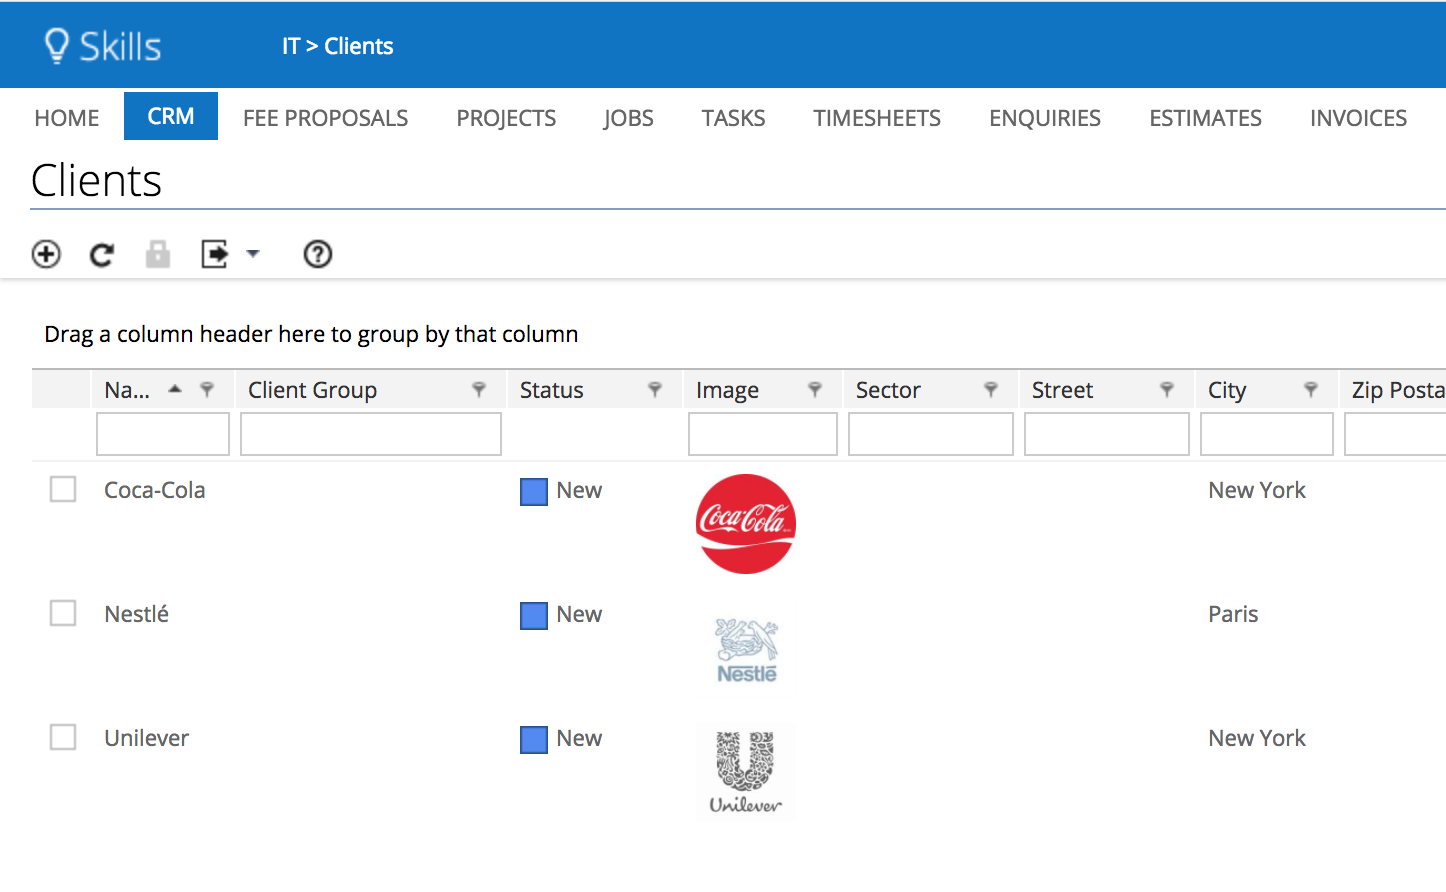 Skills
IT > Clients
HOME CRM FEE PROPOSALS PROJECTS JOBS TASKS TIMESHEETS ENQUIRIES ESTIMATES INVOICES
Clients
Drag a column header here to group by that column
Na... Client Group Status Image Sector Street City Zip Posta
Coca-Cola New Coca-Cola New York
Nestlé New Nestlé Paris
Unilever New Unilever New York